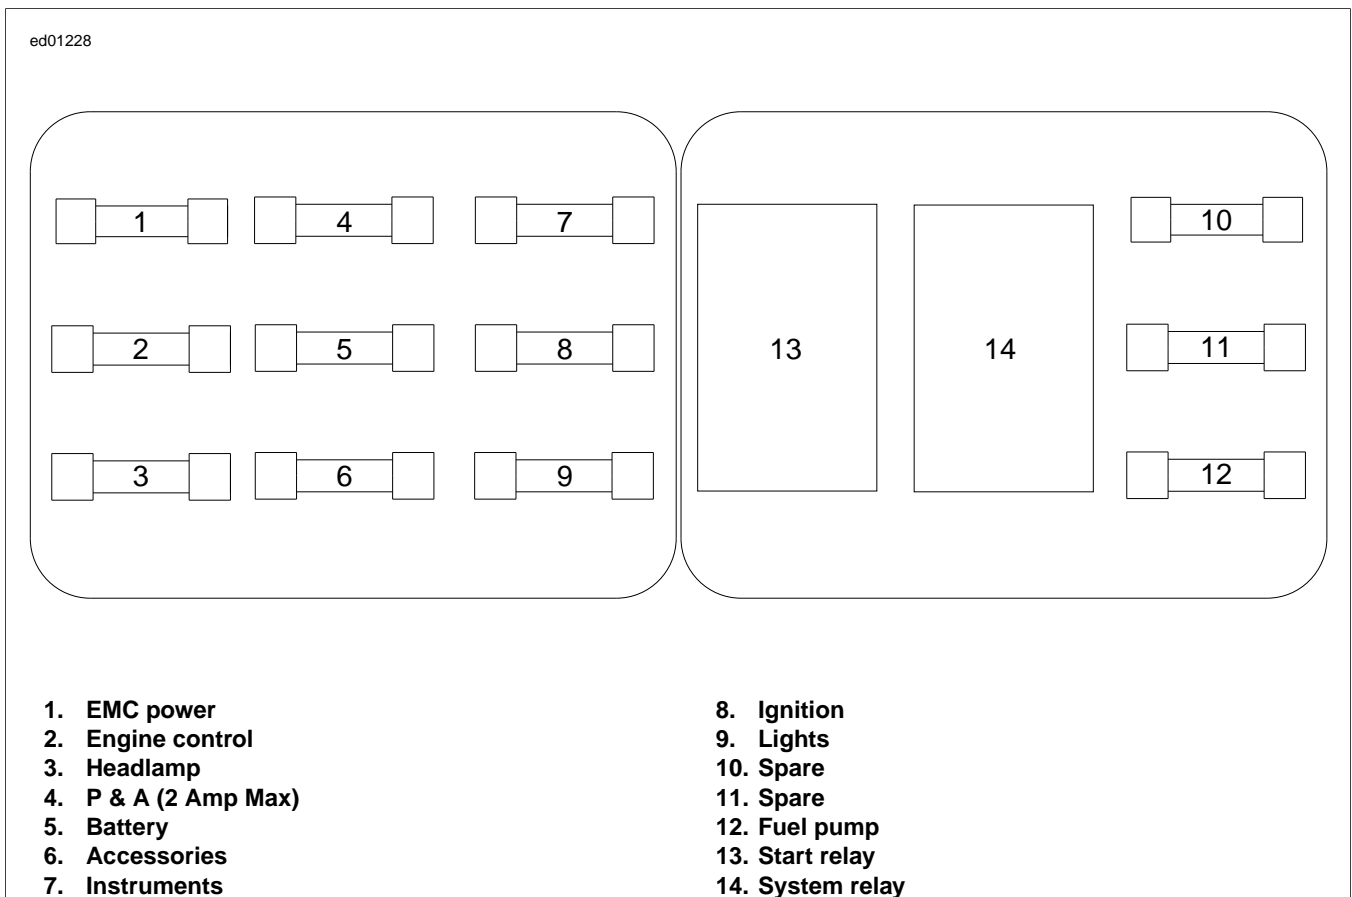 ed01228
1 4 7 13 14 10
2 5 8 11
3 6 9 12
1. EMC power
2. Engine control
3. Headlamp
4. P & A (2 Amp Max)
5. Battery
6. Accessories
7. Instruments
8. Ignition
9. Lights
10. Spare
11. Spare
12. Fuel pump
13. Start relay
14. System relay